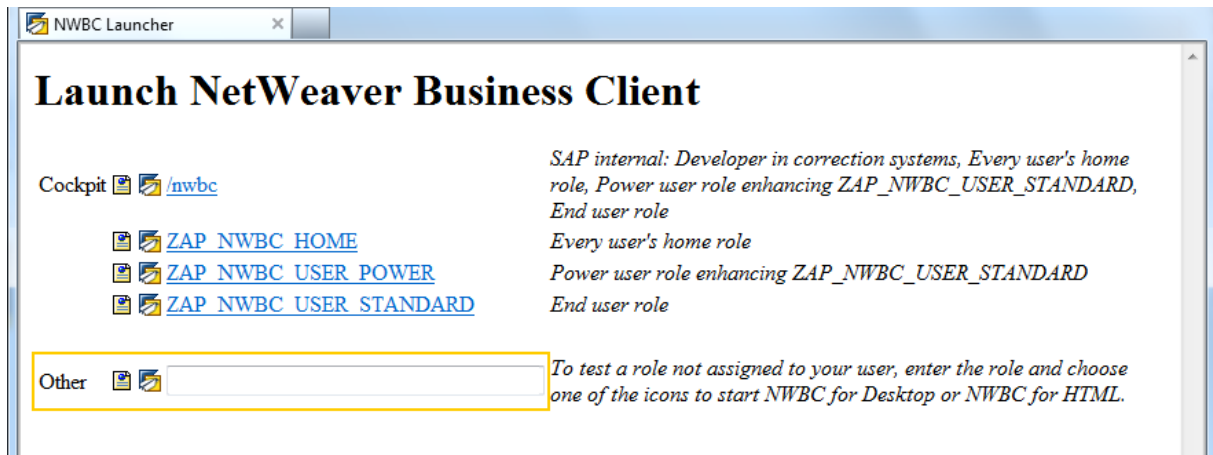 NWBC Launcher
Launch NetWeaver Business Client
Cockpit /nwbc
SAP internal: Developer in correction systems, Every user's home
role, Power user role enhancing ZAP_NWBC_USER_STANDARD,
End user role
ZAP_NWBC_HOME
Every user's home role
ZAP_NWBC_USER_POWER
Power user role enhancing ZAP_NWBC_USER_STANDARD
ZAP_NWBC_USER_STANDARD
End user role
Other
To test a role not assigned to your user, enter the role and choose
one of the icons to start NWBC for Desktop or NWBC for HTML.